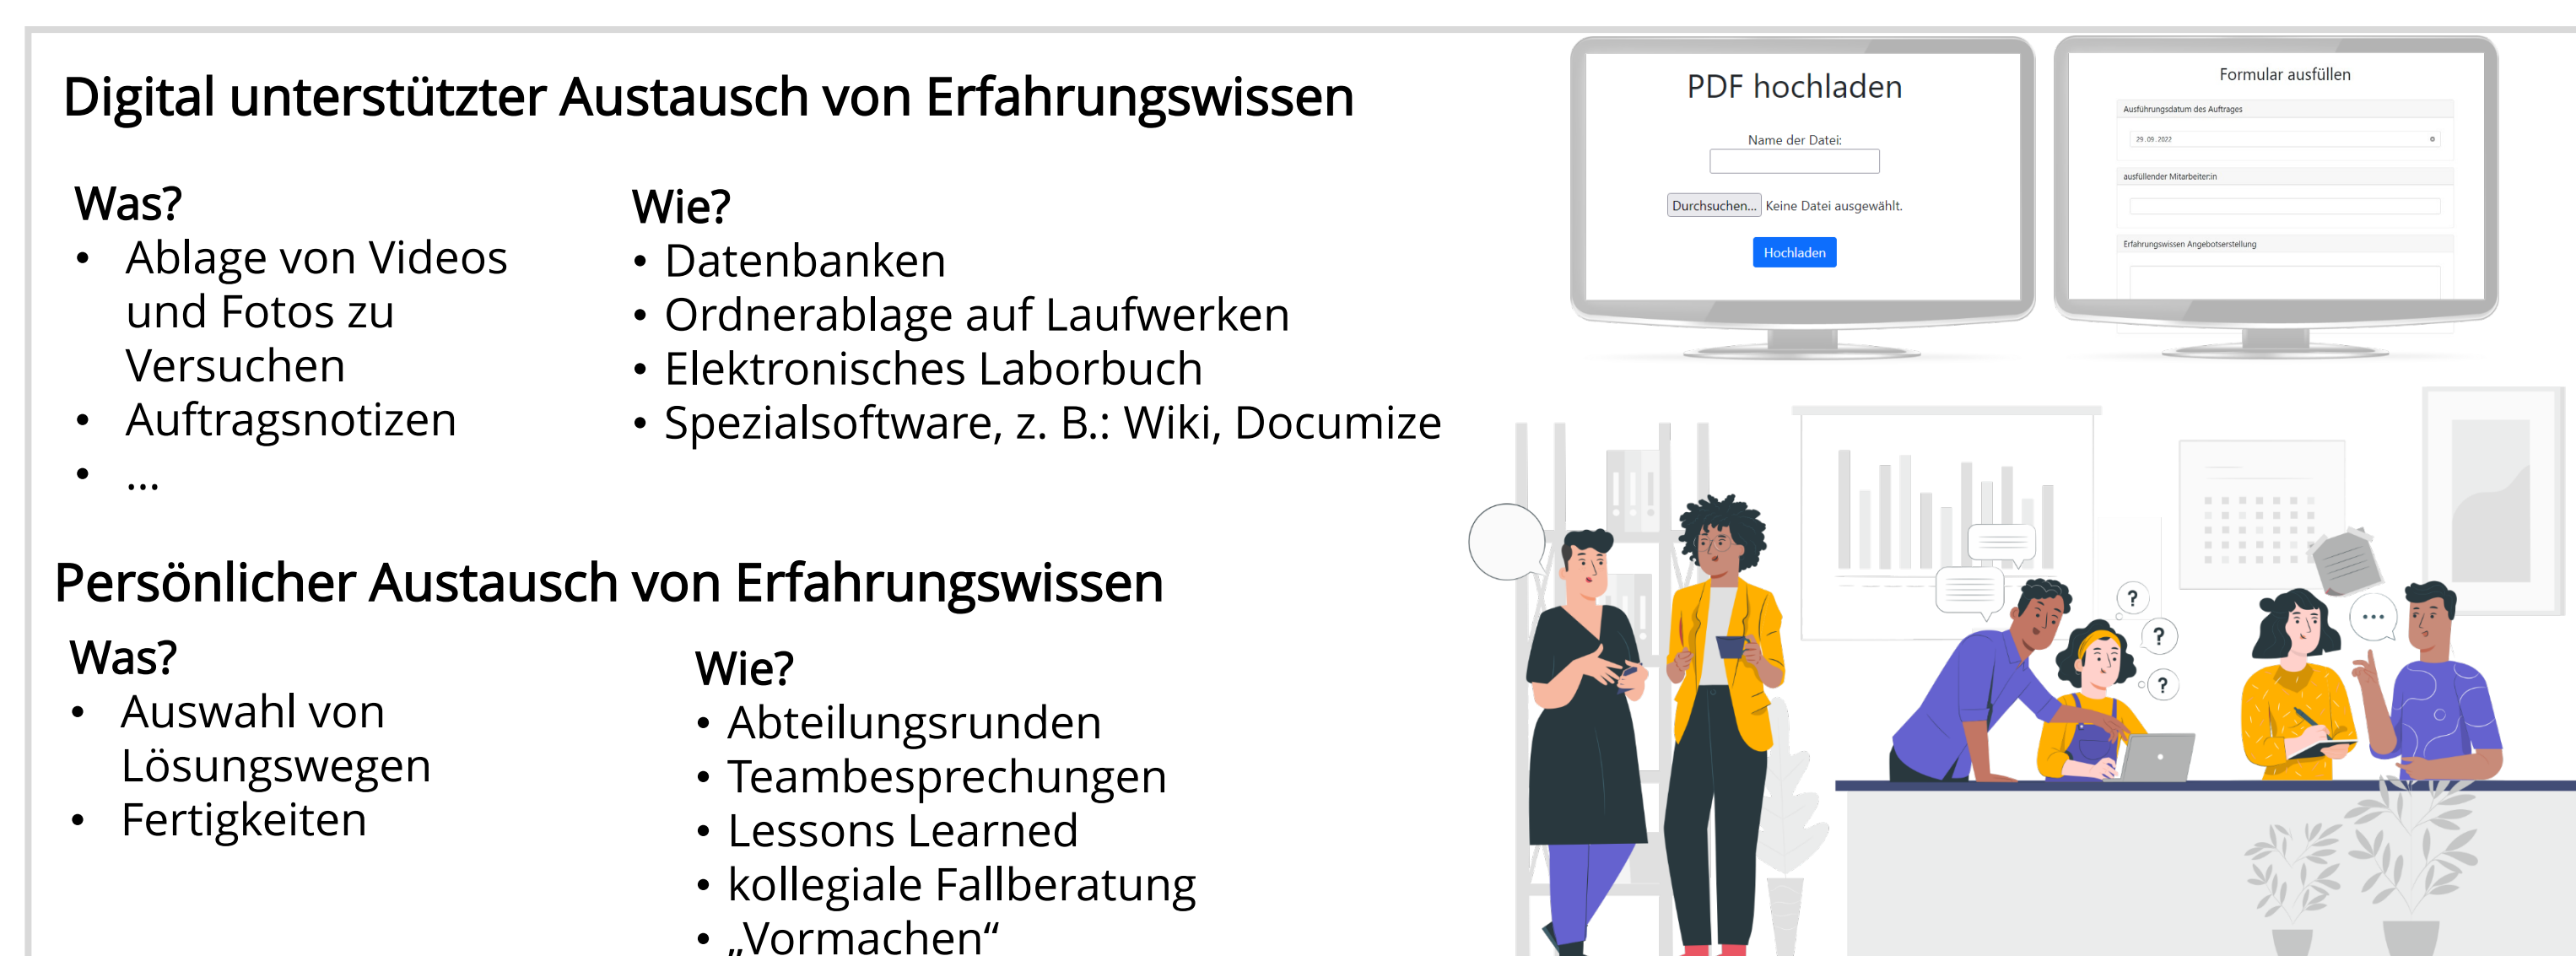 Digital unterstützter Austausch von Erfahrungswissen
Was?
• Ablage von Videos
und Fotos zu
Versuchen
• Auftragsnotizen
• ...
Wie?
• Datenbanken
• Ordnerablage auf Laufwerken
• Elektronisches Laborbuch
• Spezialsoftware, z. B.: Wiki, Documize
PDF hochladen
Name der Datei:
Durchsuchen... Keine Datei ausgewählt.
Hochladen
Formular ausfüllen
Ausführungsdatum des Auftrages
29.09.2022
ausfüllender Mitarbeiter:in
Erfahrungswissen Angebotserstellung
Persönlicher Austausch von Erfahrungswissen
Was?
• Auswahl von
Lösungswegen
• Fertigkeiten
Wie?
• Abteilungsrunden
• Teambesprechungen
• Lessons Learned
• kollegiale Fallberatung
• „Vormachen“
?
?
?
...